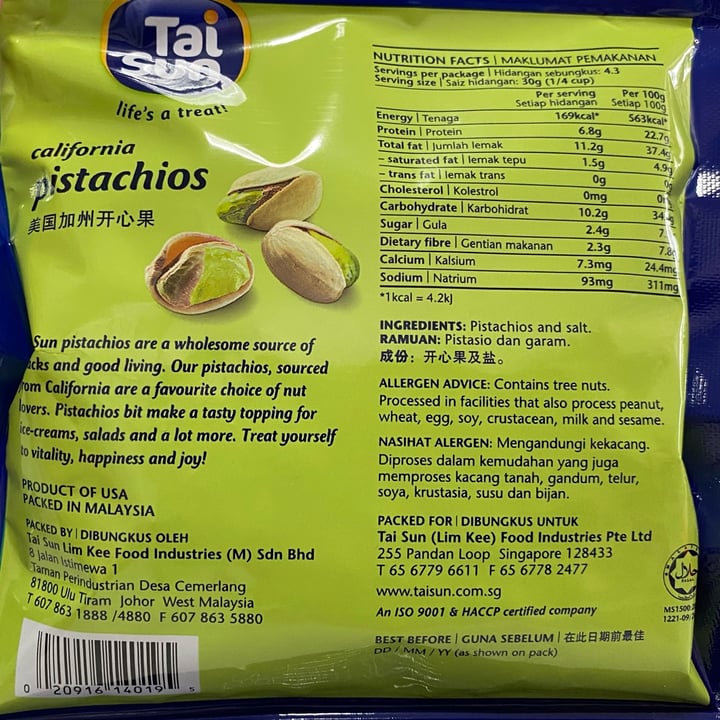 Tai
Sun
life's a treat!
california
pistachios
美国加州开心果
Sun pistachios are a wholesome source of
and good living. Our pistachios, sourced
from California are a favourite choice of nut
lovers. Pistachios bit make a tasty topping for
ice-creams, salads and a lot more. Treat yourself
to vitality, happiness and joy!
PRODUCT OF USA
PACKED IN MALAYSIA
PACKED BY | DIBUNGKUS OLEH
Tai Sun Lim Kee Food Industries (M) Sdn Bhd
8 Jalan Istimewa 1
Taman Perindustrian Desa Cemerlang
81800 Ulu Tiram Johor West Malaysia
T 607 863 1888 /4880 F 607 863 5880
0 20916 14019 5
NUTRITION FACTS | MAKLUMAT PEMAKANAN
Servings per package | Hidangan sebungkus: 4.3
Serving size | Saiz hidangan: 30g (1/4 cup)
Per serving Per 100g
Setiap hidangan Setiap 100g
Energy | Tenaga 169kcal* 563kcal*
Protein | Protein 6.8g 22.7g
Total fat | Jumlah lemak 11.2g 37.4g
– saturated fat | lemak tepu 1.5g 4.9g
– trans fat | lemak trans 0g 0g
Cholesterol | Kolestrol 0mg
Carbohydrate | Karbohidrat 10.2g
Sugar | Gula 2.4g
Dietary fibre | Gentian makanan 2.3g 7.8g
Calcium | Kalsium 7.3mg 24.4mg
Sodium | Natrium 93mg 311mg
*1kcal = 4.2kJ
INGREDIENTS: Pistachios and salt.
RAMUAN: Pistasio dan garam.
成份: 开心果及盐。
ALLERGEN ADVICE: Contains tree nuts.
Processed in facilities that also process peanut,
wheat, egg, soy, crustacean, milk and sesame.
NASIHAT ALERGEN: Mengandungi kekacang.
Diproses dalam kemudahan yang juga
memproses kacang tanah, gandum, telur,
soya, krustasia, susu dan bijan.
PACKED FOR | DIBUNGKUS UNTUK
Tai Sun (Lim Kee) Food Industries Pte Ltd
255 Pandan Loop Singapore 128433
T 65 6779 6611 F 65 6778 2477
www.taisun.com.sg
An ISO 9001 & HACCP certified company
حلال
MS1500:
1221-09/
BEST BEFORE | GUNA SEBELUM | 在此日期前最佳
DD / MM / YY (as shown on pack)